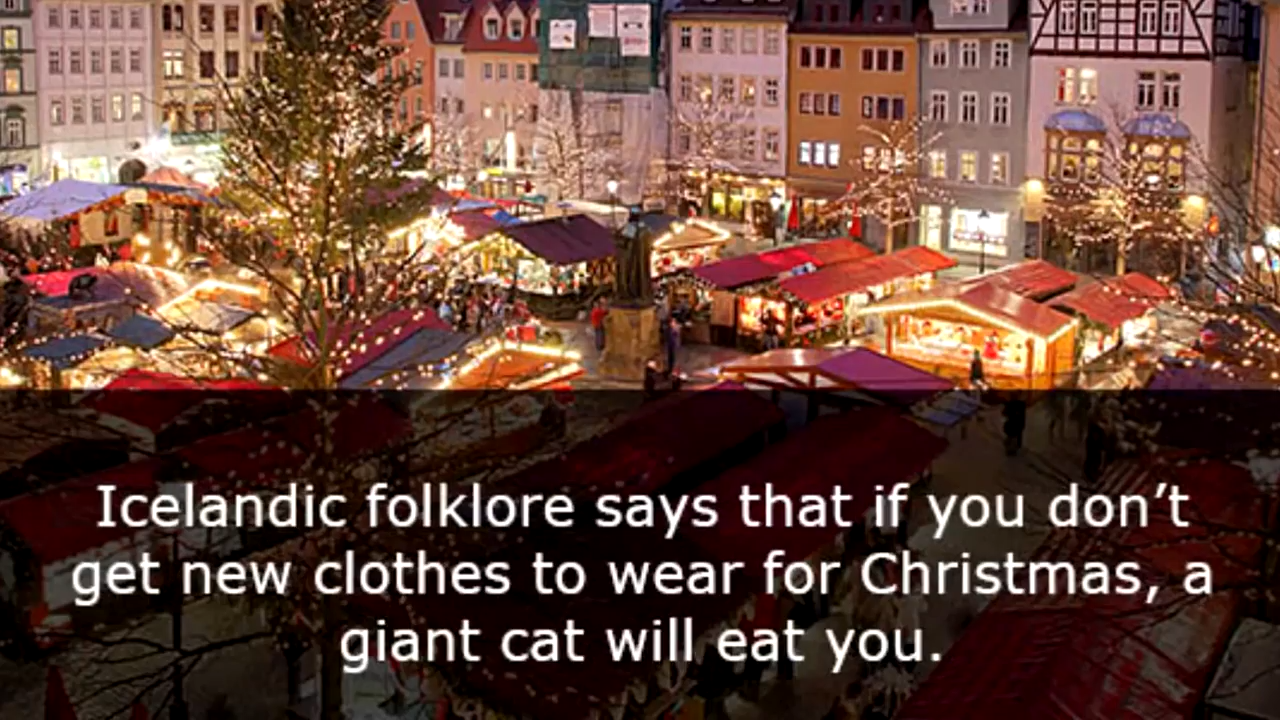 Icelandic folklore says that if you don’t
get new clothes to wear for Christmas, a
giant cat will eat you.